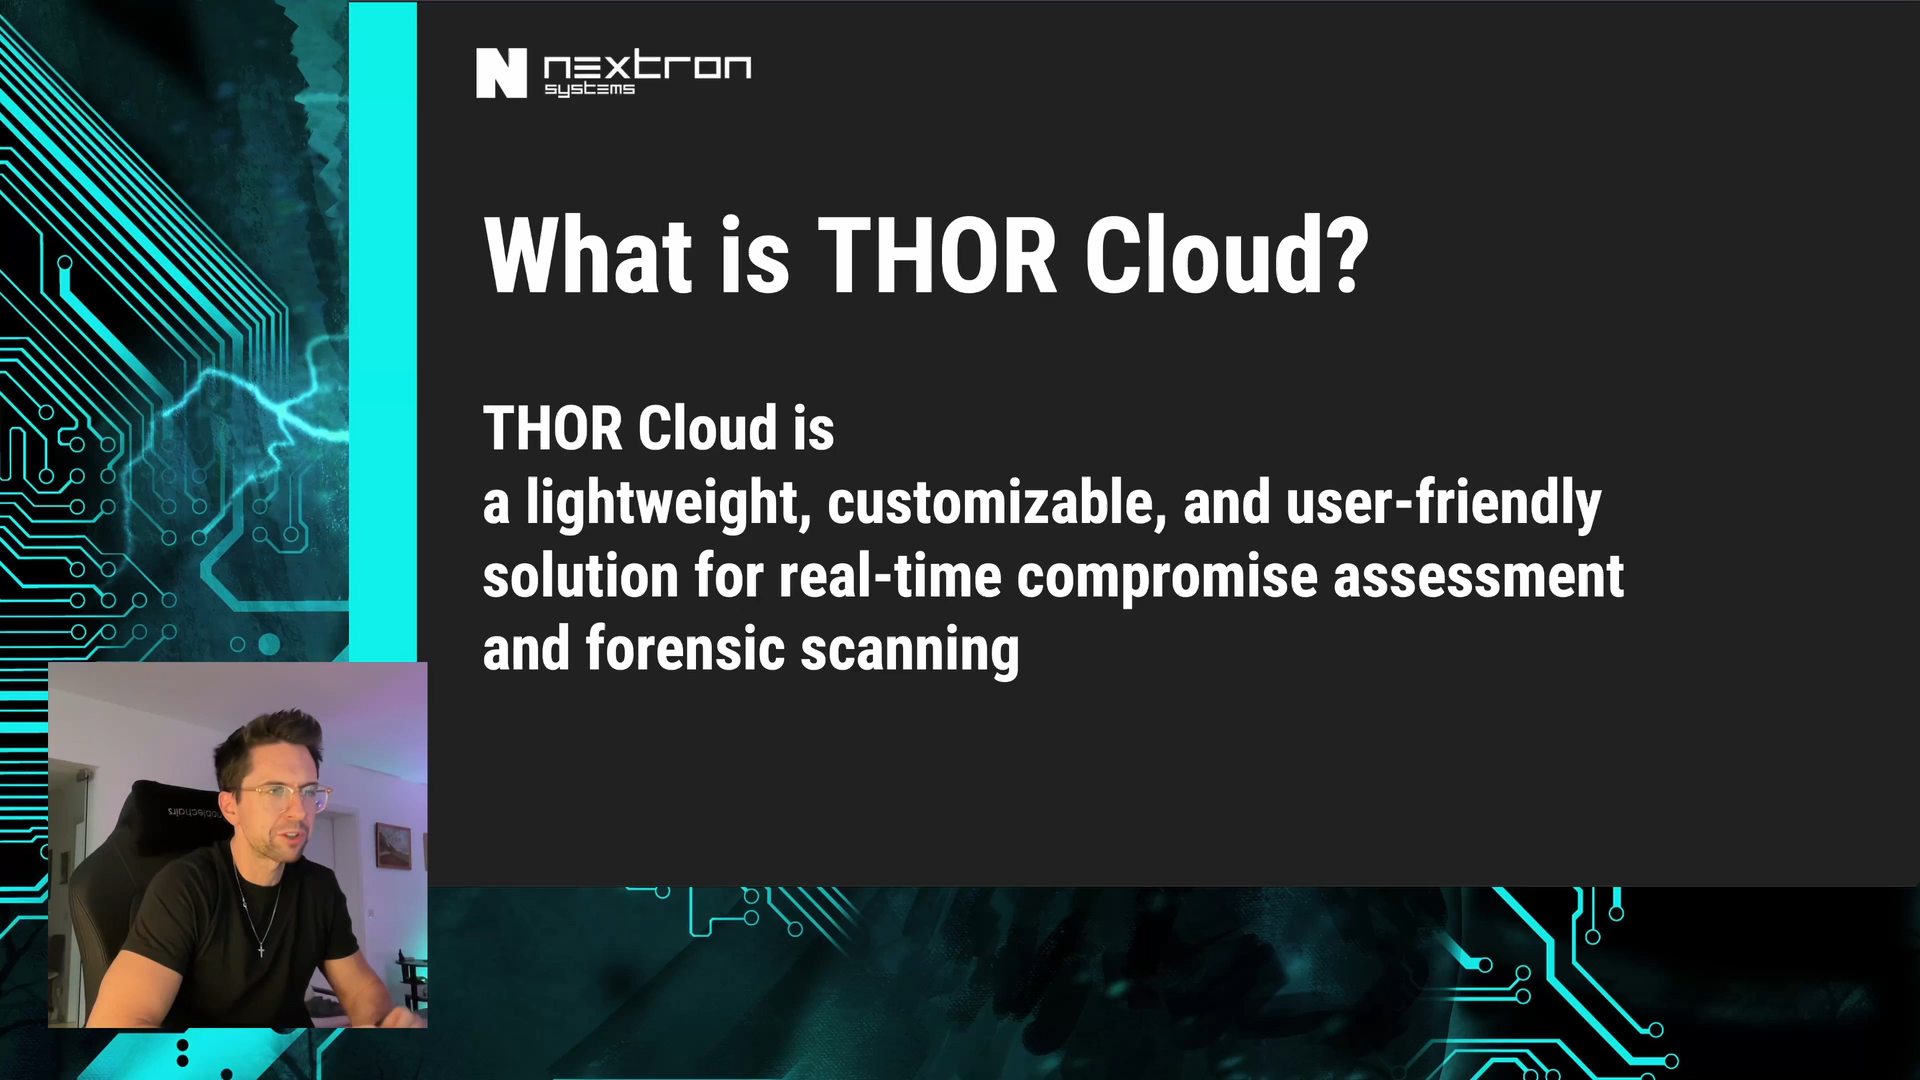 N nextron
systems
What is THOR Cloud?
THOR Cloud is
a lightweight, customizable, and user-friendly
solution for real-time compromise assessment
and forensic scanning
noblechairs